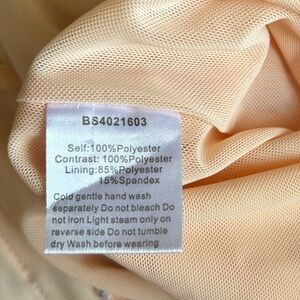 BS4021603
Self:100%Polyester
Contrast: 100%Polyester
Lining:85%Polyester
15%Spandex
Cold gentle hand wash
separately Do not bleach Do
not iron Light steam only on
reverse side Do not tumble
dry Wash before wearing